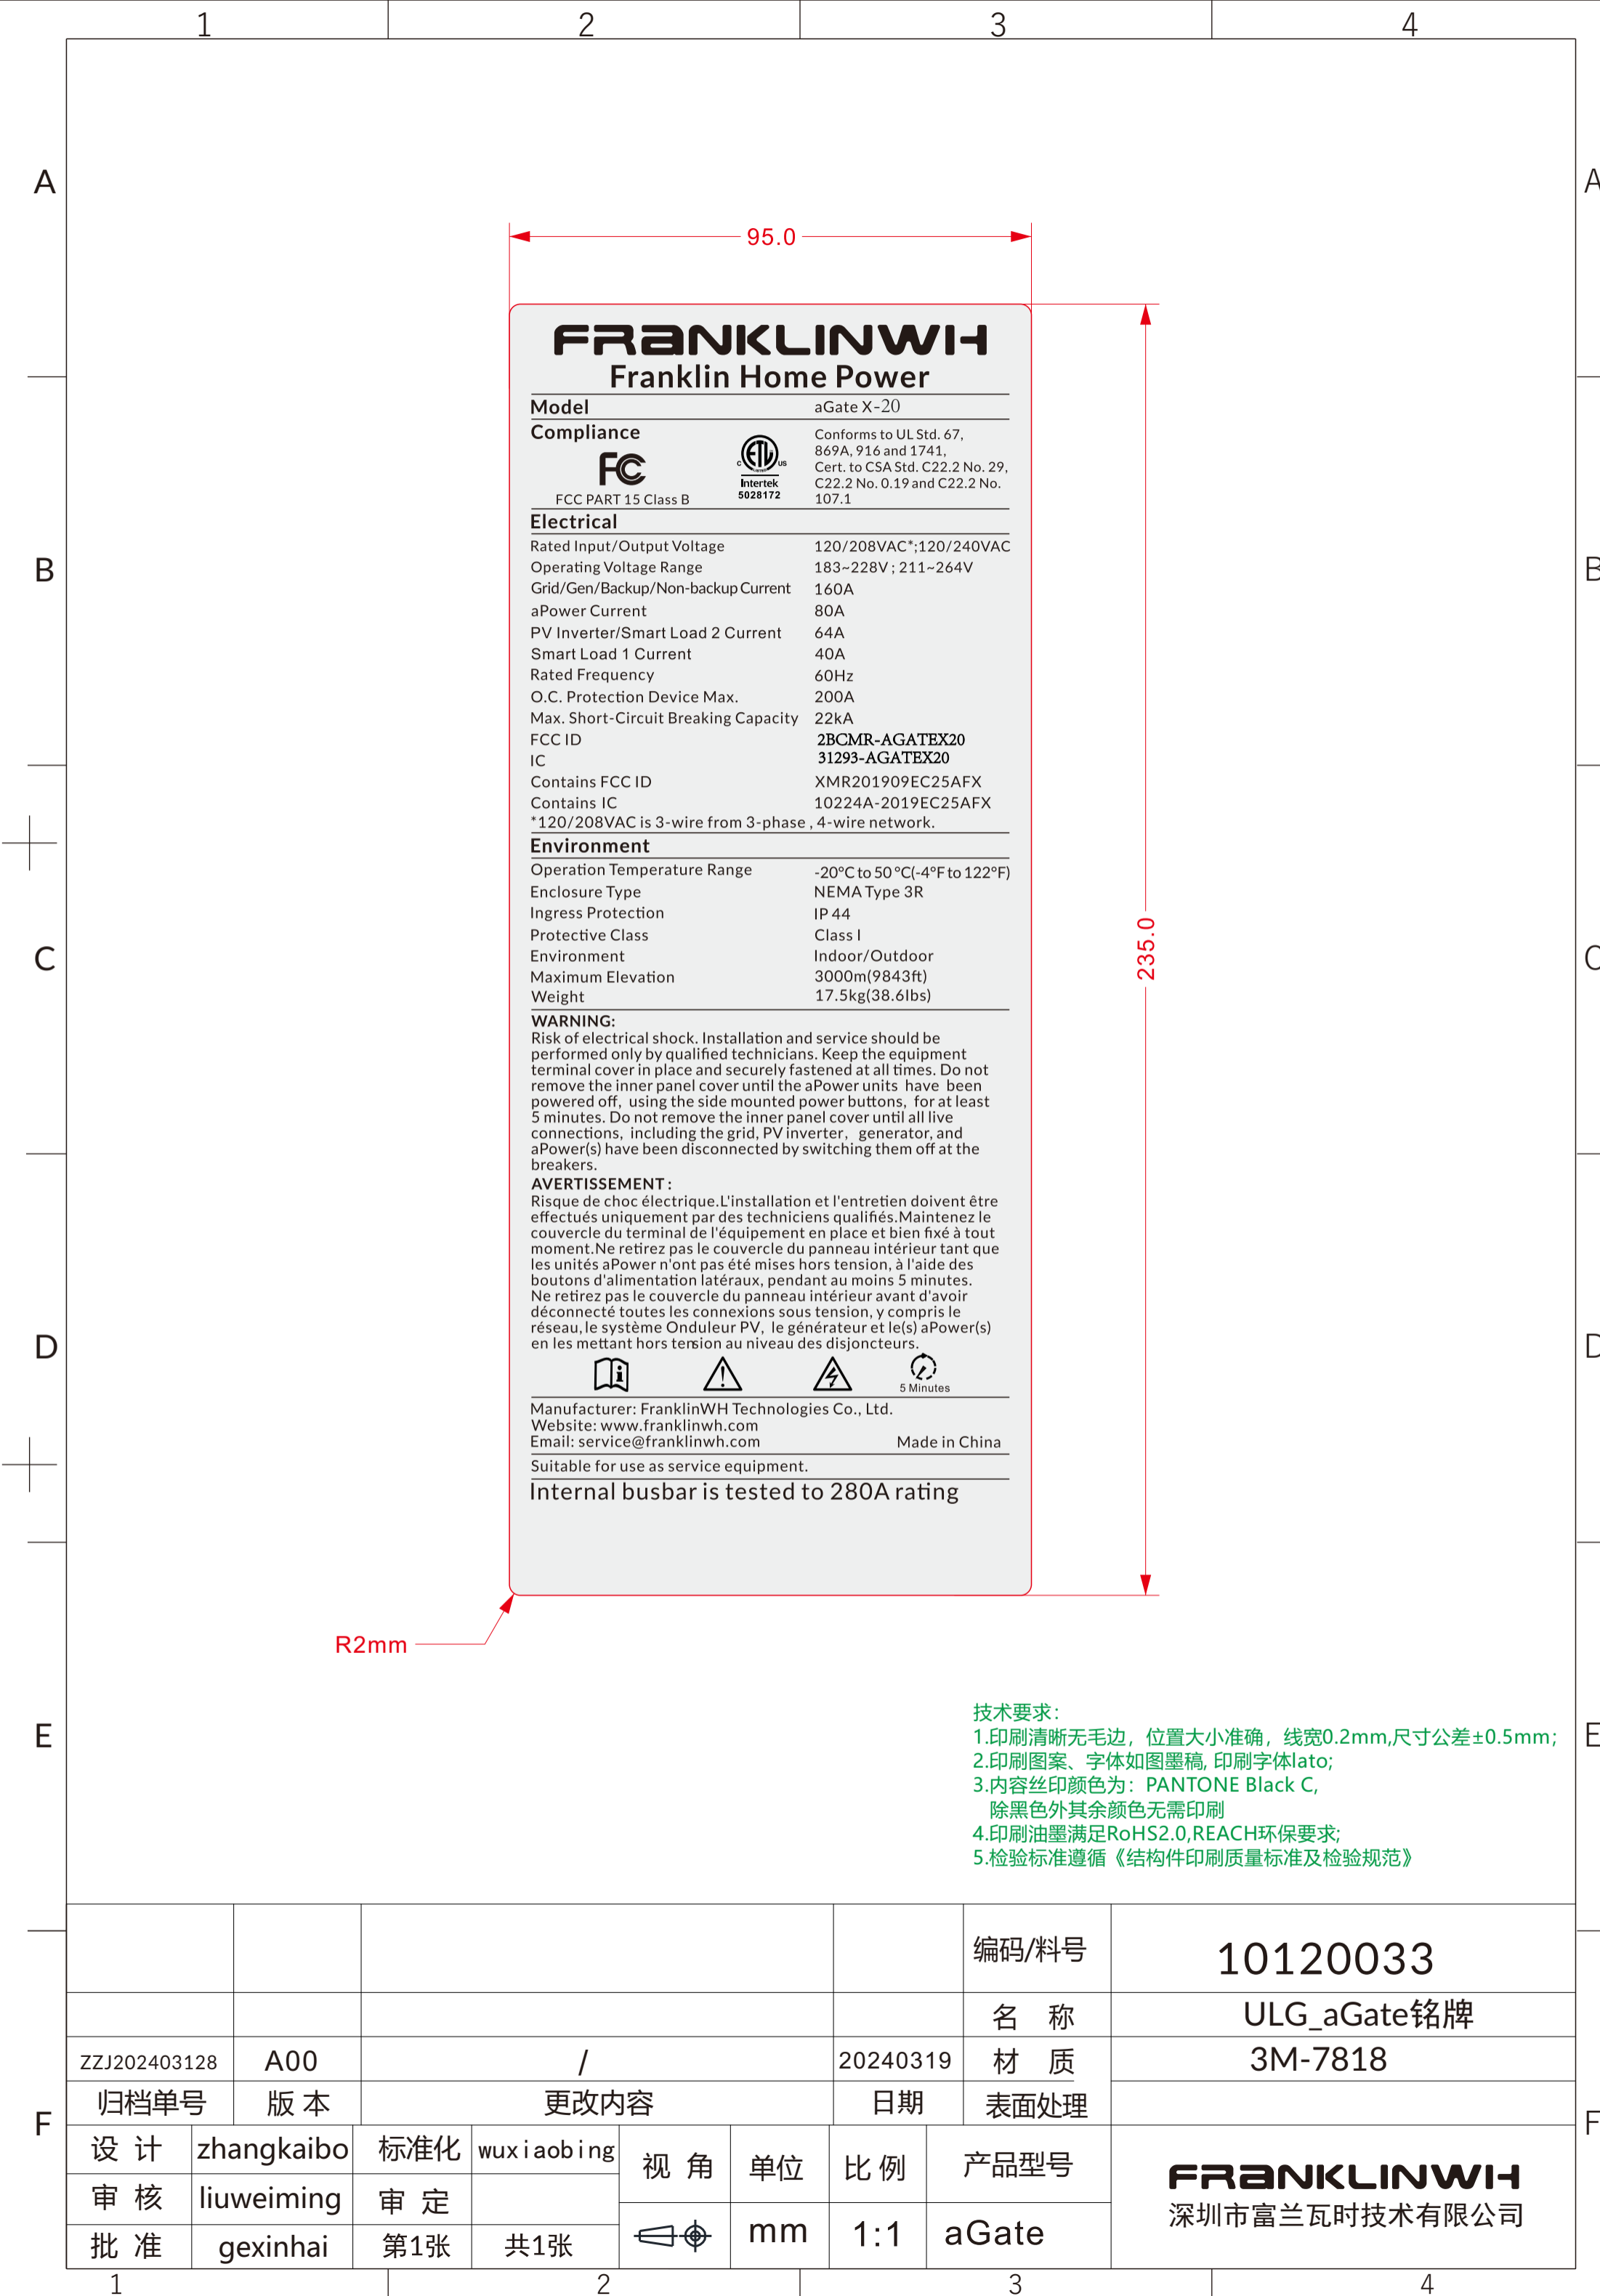 1 2 3 4
A A
95.0
FRANKLINWH
Franklin Home Power
Model aGate X-20
Compliance
Conforms to UL Std. 67,
869A, 916 and 1741,
Cert. to CSA Std. C22.2 No. 29,
C22.2 No. 0.19 and C22.2 No.
107.1
FC
FCC PART 15 Class B
C ETL US
Intertek
5028172
Electrical
Rated Input/Output Voltage 120/208VAC*;120/240VAC
Operating Voltage Range 183~228V ; 211~264V
Grid/Gen/Backup/Non-backup Current 160A
aPower Current 80A
PV Inverter/Smart Load 2 Current 64A
Smart Load 1 Current 40A
Rated Frequency 60Hz
O.C. Protection Device Max. 200A
Max. Short-Circuit Breaking Capacity 22kA
FCC ID 2BCMR-AGATEX20
IC 31293-AGATEX20
Contains FCC ID XMR201909EC25AFX
Contains IC 10224A-2019EC25AFX
*120/208VAC is 3-wire from 3-phase , 4-wire network.
B B
Environment
Operation Temperature Range -20°C to 50 °C(-4°F to 122°F)
Enclosure Type NEMA Type 3R
Ingress Protection IP 44
Protective Class Class I
Environment Indoor/Outdoor
Maximum Elevation 3000m(9843ft)
Weight 17.5kg(38.6lbs)
C C
235.0
WARNING:
Risk of electrical shock. Installation and service should be
performed only by qualified technicians. Keep the equipment
terminal cover in place and securely fastened at all times. Do not
remove the inner panel cover until the aPower units have been
powered off, using the side mounted power buttons, for at least
5 minutes. Do not remove the inner panel cover until all live
connections, including the grid, PV inverter, generator, and
aPower(s) have been disconnected by switching them off at the
breakers.
AVERTISSEMENT :
Risque de choc électrique.L'installation et l'entretien doivent être
effectués uniquement par des techniciens qualifiés.Maintenez le
couvercle du terminal de l'équipement en place et bien fixé à tout
moment.Ne retirez pas le couvercle du panneau intérieur tant que
les unités aPower n'ont pas été mises hors tension, à l'aide des
boutons d'alimentation latéraux, pendant au moins 5 minutes.
Ne retirez pas le couvercle du panneau intérieur avant d'avoir
déconnecté toutes les connexions sous tension, y compris le
réseau, le système Onduleur PV, le générateur et le(s) aPower(s)
en les mettant hors tension au niveau des disjoncteurs.
D D
5 Minutes
Manufacturer: FranklinWH Technologies Co., Ltd.
Website: www.franklinwh.com
Email: service@franklinwh.com Made in China
Suitable for use as service equipment.
Internal busbar is tested to 280A rating
R2mm
E E
技术要求:
1.印刷清晰无毛边，位置大小准确，线宽0.2mm,尺寸公差±0.5mm;
2.印刷图案、字体如图墨稿, 印刷字体lato;
3.内容丝印颜色为：PANTONE Black C,
除黑色外其余颜色无需印刷
4.印刷油墨满足RoHS2.0,REACH环保要求;
5.检验标准遵循《结构件印刷质量标准及检验规范》
编码/料号 10120033
名 称 ULG_aGate铭牌
ZZJ202403128 A00 / 20240319 材 质 3M-7818
归档单号 版 本 更改内容 日期 表面处理
F F
设 计 zhangkaibo 标准化 wuxiaobing 视 角 单位 比 例 产品型号
审 核 liuweiming 审 定
批 准 gexinhai 第1张 共1张 mm 1:1 aGate
FRANKLINWH
深圳市富兰瓦时技术有限公司
1 2 3 4